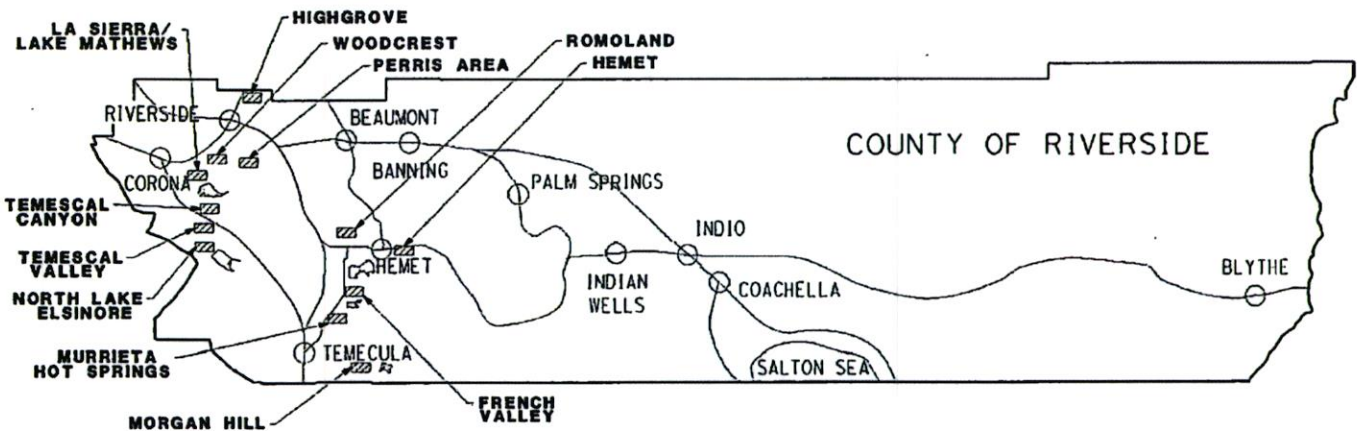 LA SIERRA/
LAKE MATHEWS
HIGHGROVE
WOODCREST
PERRIS AREA
ROMOLAND
HEMET
RIVERSIDE
BEAUMONT
BANNING
COUNTY OF RIVERSIDE
CORONA
PALM SPRINGS
TEMESCAL
CANYON
TEMESCAL
VALLEY
NORTH LAKE
ELSINORE
HEMET
INDIO
INDIAN
WELLS
COACHELLA
BLYTHE
MURRIETA
HOT SPRINGS
TEMECULA
SALTON SEA
MORGAN HILL
FRENCH
VALLEY